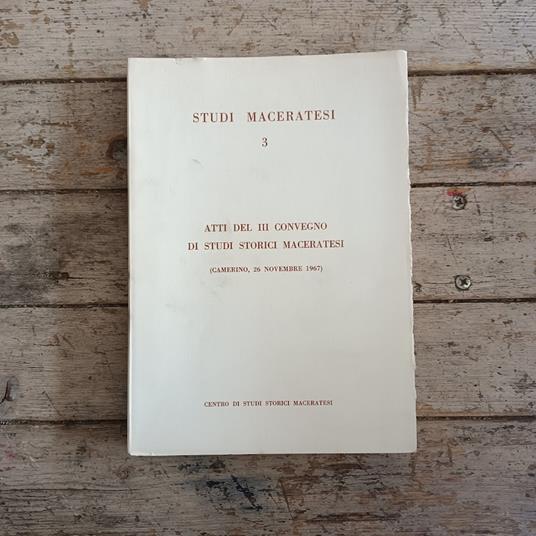 STUDI MACERATESI
3
ATTI DEL III CONVEGNO
DI STUDI STORICI MACERATESI
(CAMERINO, 26 NOVEMBRE 1967)
CENTRO DI STUDI STORICI MACERATESI